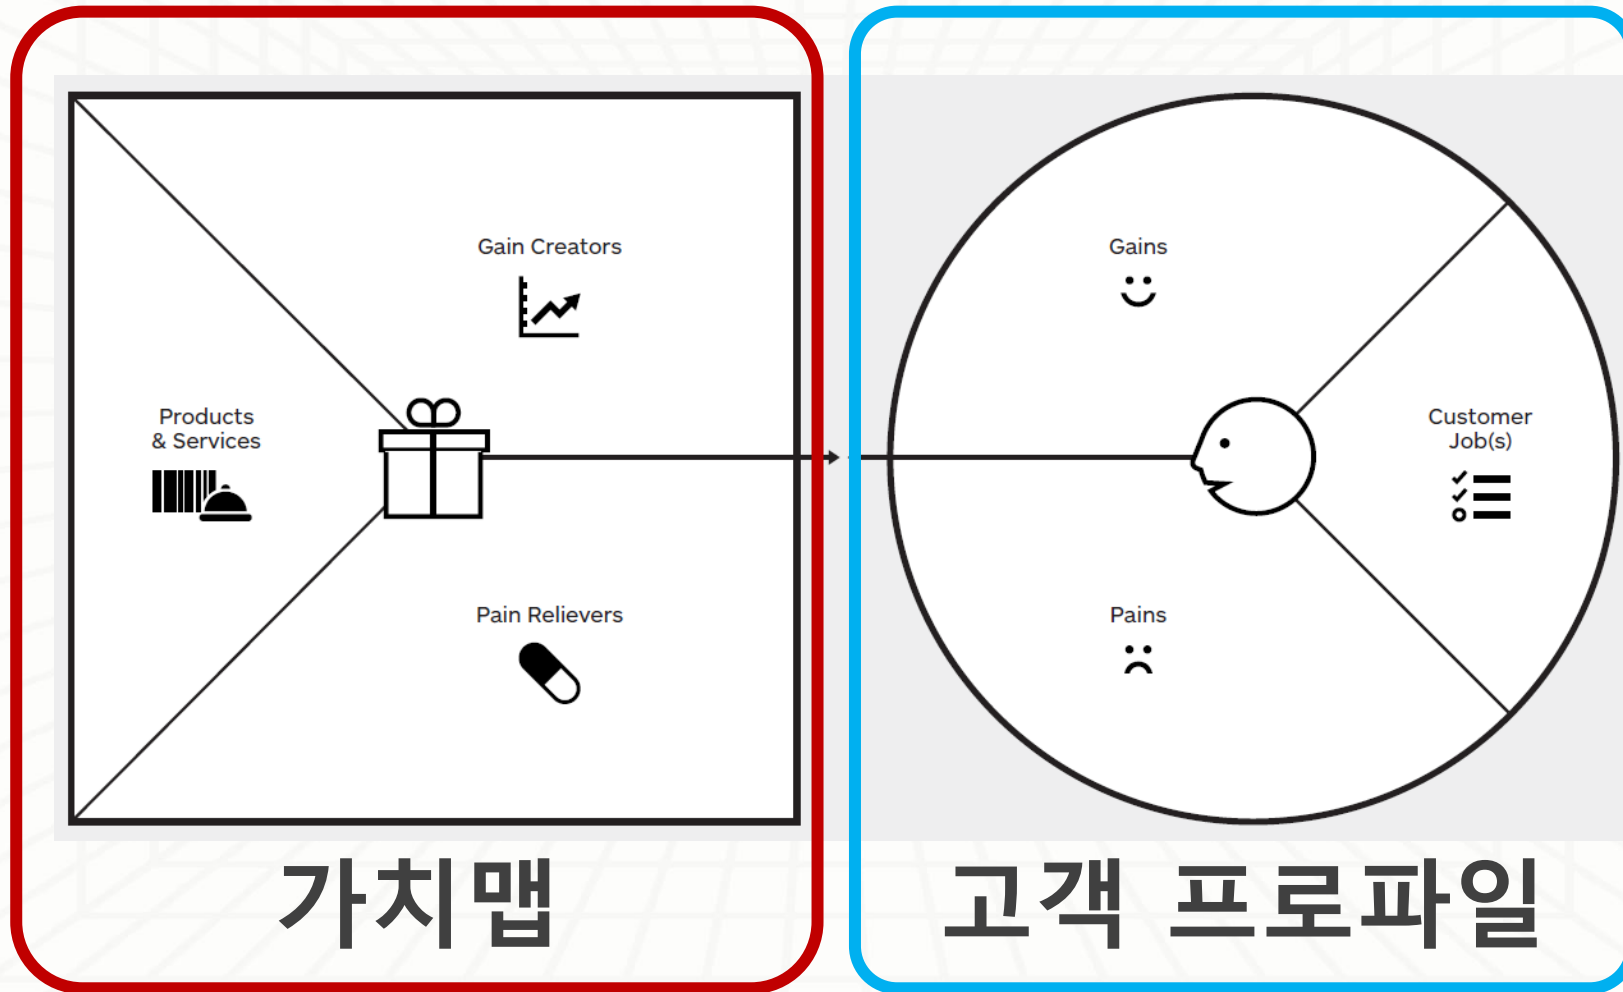 Gain Creators
Products
& Services
Pain Relievers
가치맵
Gains
Customer
Job(s)
Pains
고객 프로파일